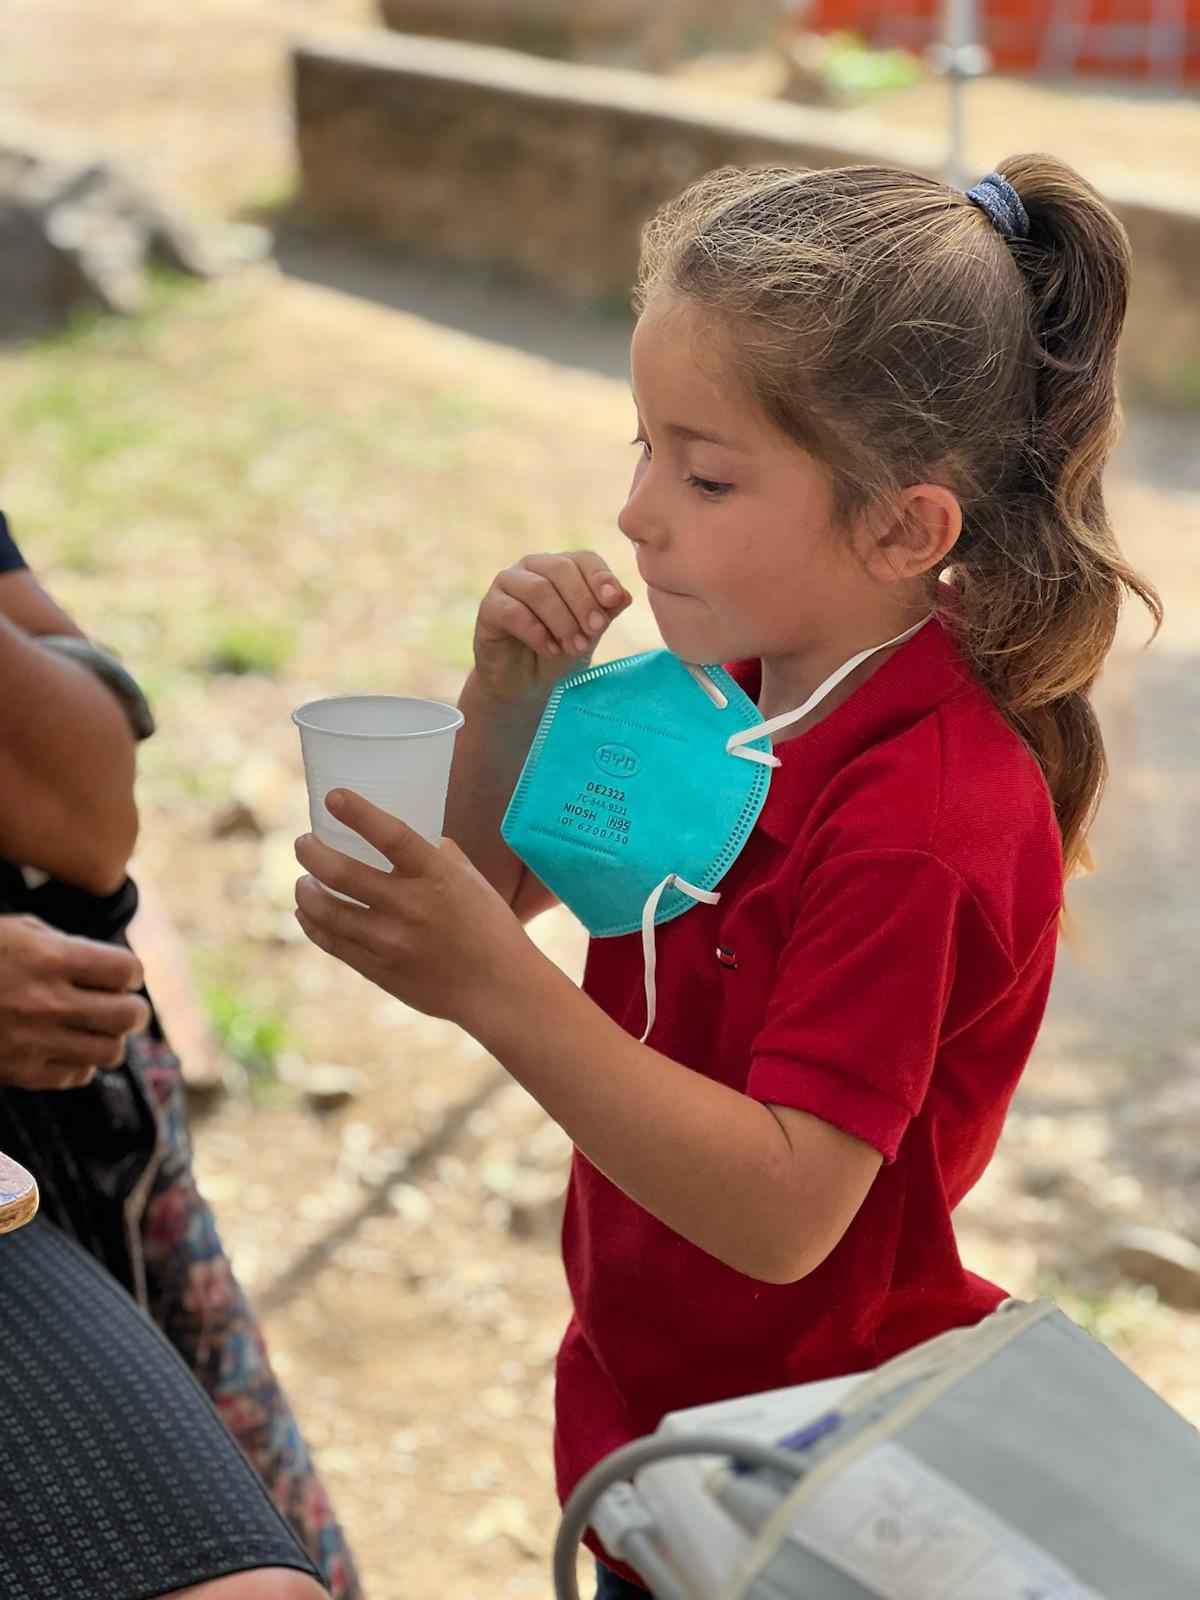 BYD
DE2322
TC-84A-9221
NIOSH N95
LOT 6200730